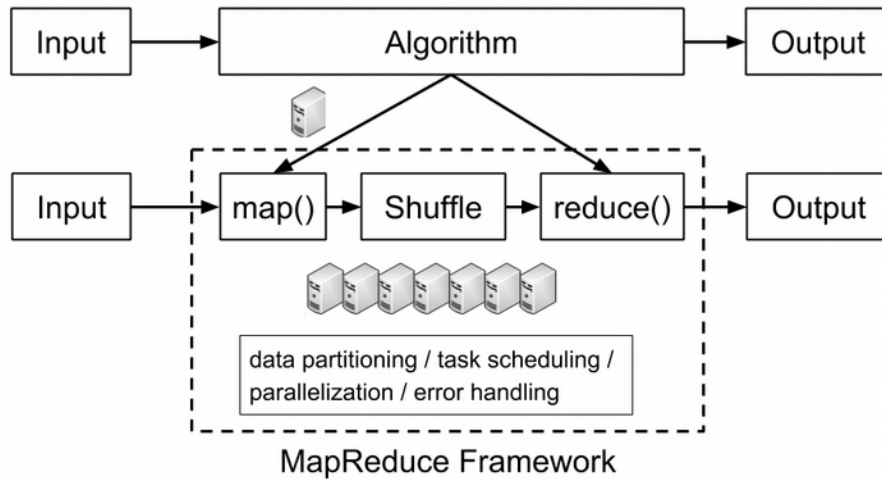 Input
Algorithm
Output
Input
map()
Shuffle
reduce()
Output
data partitioning / task scheduling /
parallelization / error handling
MapReduce Framework